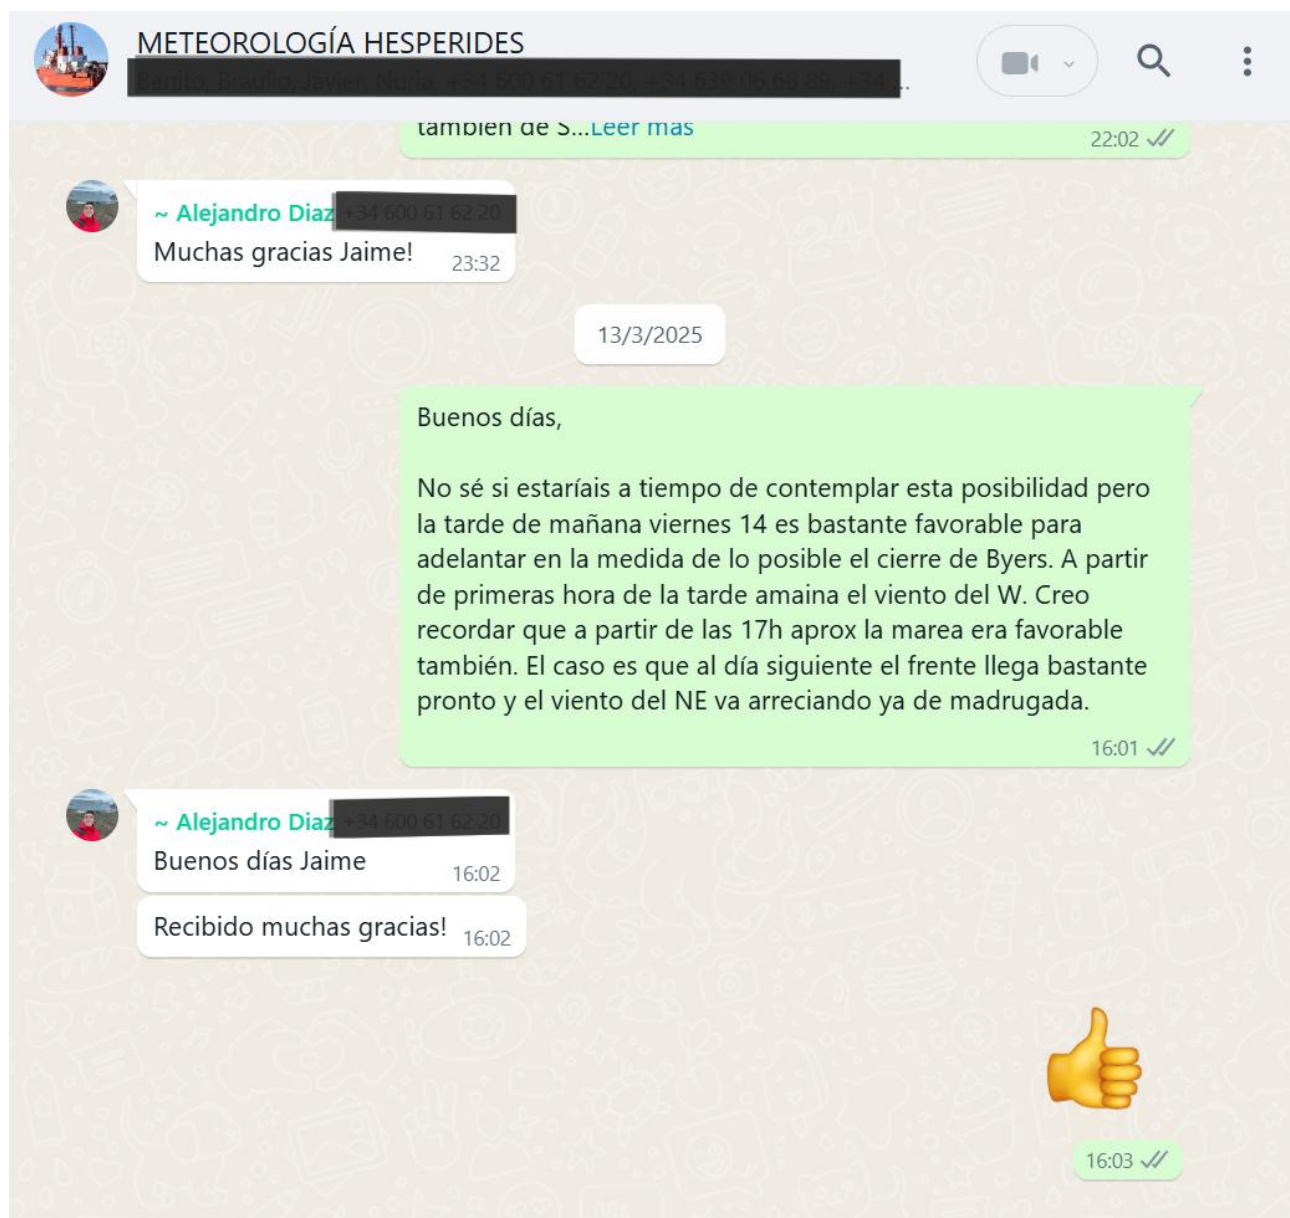 METEOROLOGÍA HESPERIDES
también de S...Leer más
22:02
~ Alejandro Diaz
Muchas gracias Jaime!
23:32
13/3/2025
Buenos días,
No sé si estaríais a tiempo de contemplar esta posibilidad pero
la tarde de mañana viernes 14 es bastante favorable para
adelantar en la medida de lo posible el cierre de Byers. A partir
de primeras hora de la tarde amaina el viento del W. Creo
recordar que a partir de las 17h aprox la marea era favorable
también. El caso es que al día siguiente el frente llega bastante
pronto y el viento del NE va arreciando ya de madrugada.
16:01
~ Alejandro Diaz
Buenos días Jaime
16:02
Recibido muchas gracias!
16:02
16:03